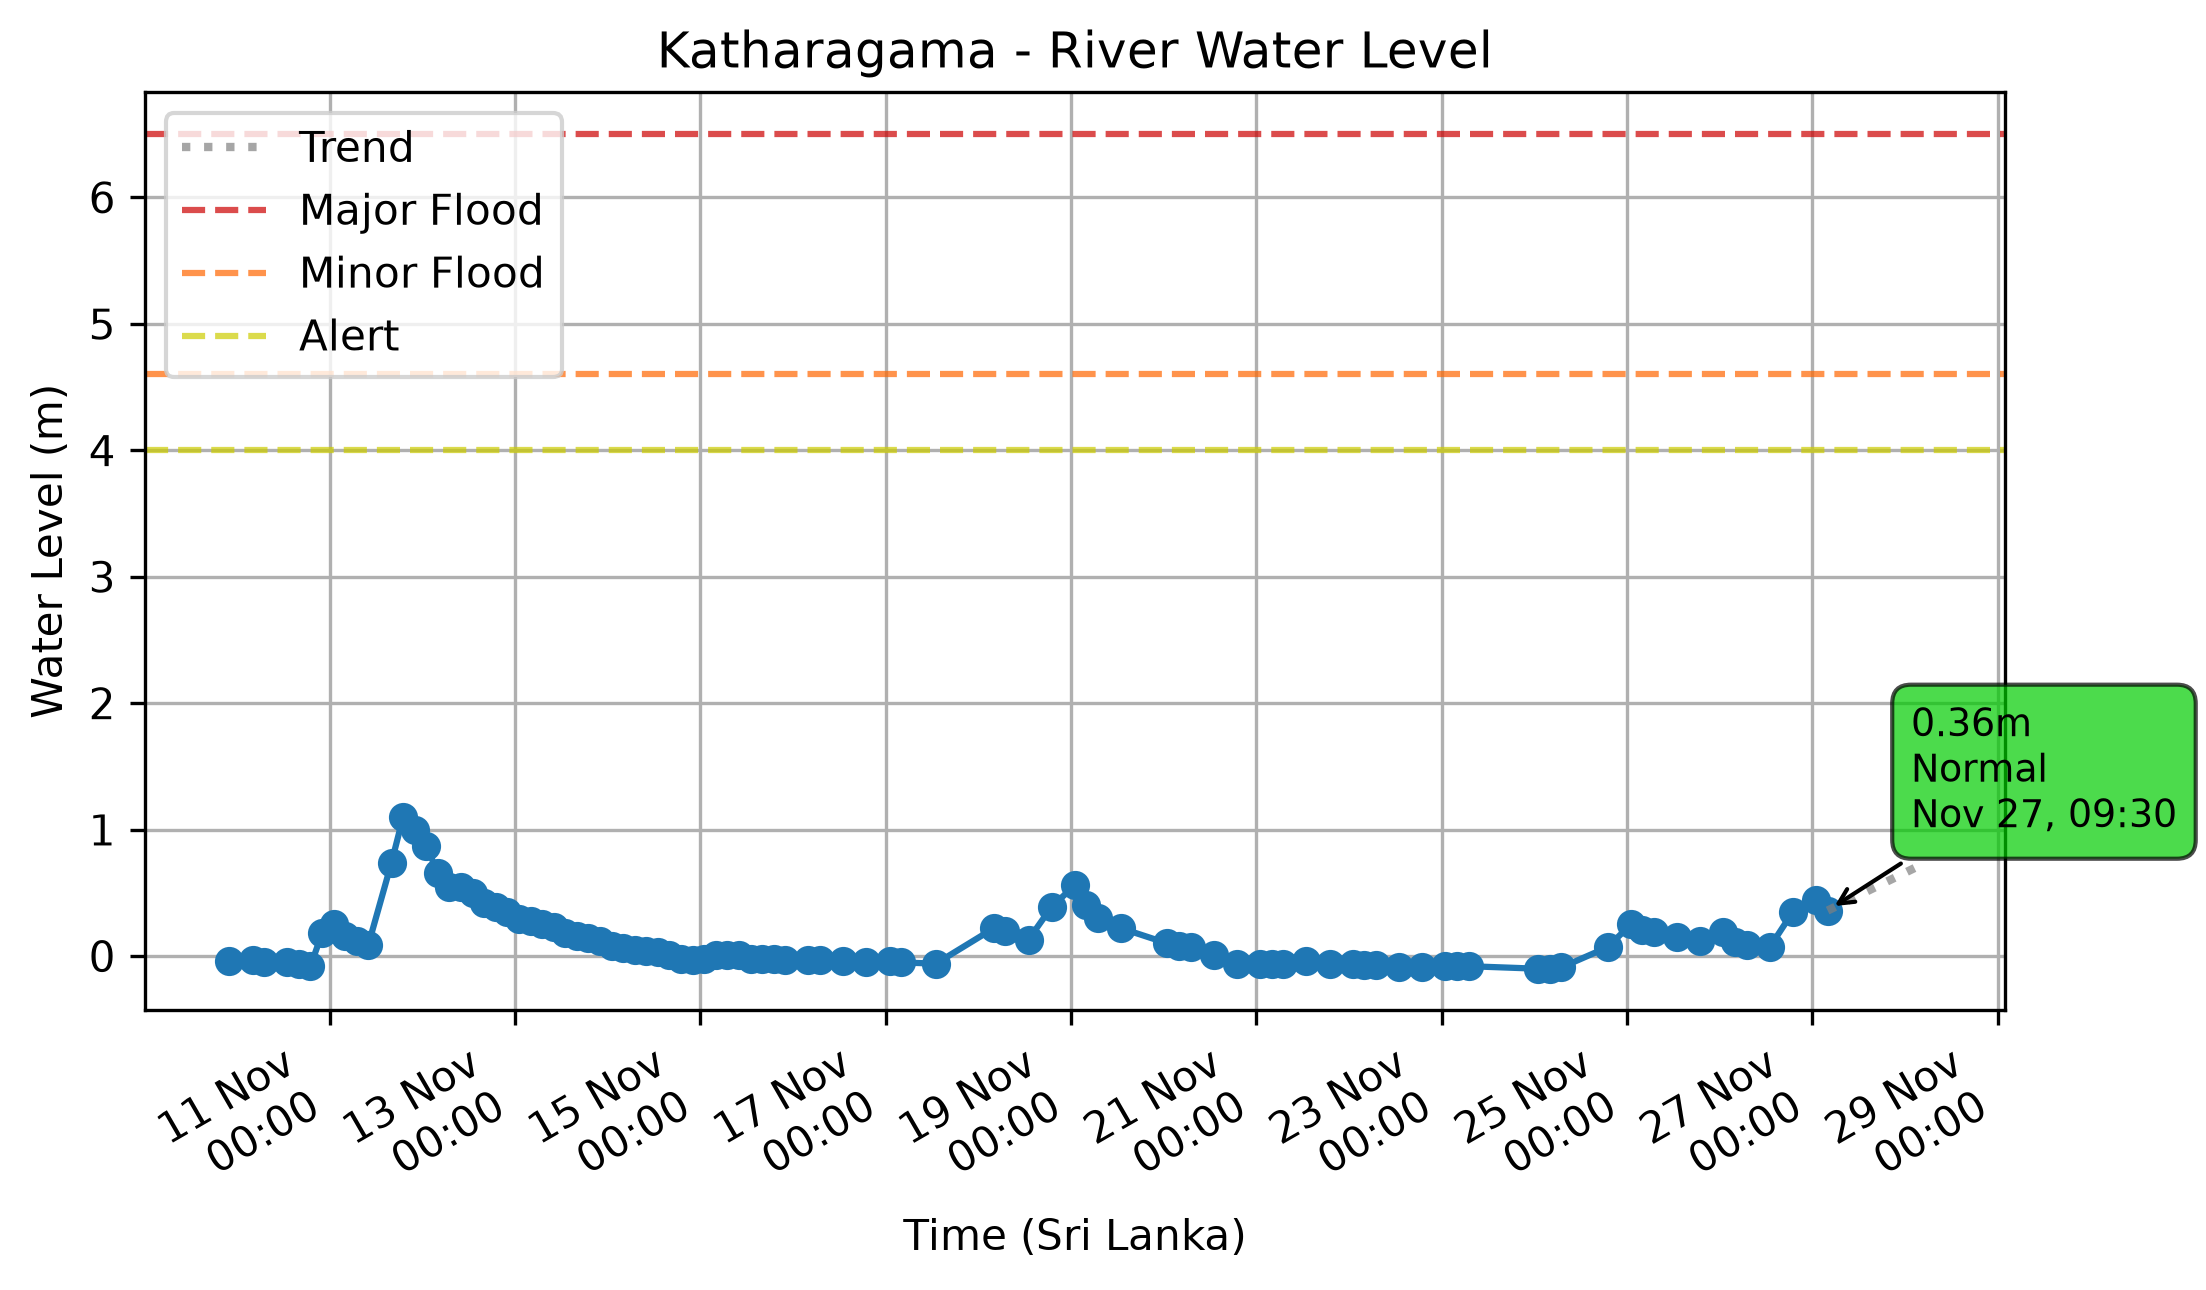 Katharagama - River Water Level
Trend
Major Flood
Minor Flood
Alert
6
5
4
3
2
1
0
Water Level (m)
0.36m
Normal
Nov 27, 09:30
11 Nov
00:00
13 Nov
00:00
15 Nov
00:00
17 Nov
00:00
19 Nov
00:00
21 Nov
00:00
23 Nov
00:00
25 Nov
00:00
27 Nov
00:00
29 Nov
00:00
Time (Sri Lanka)